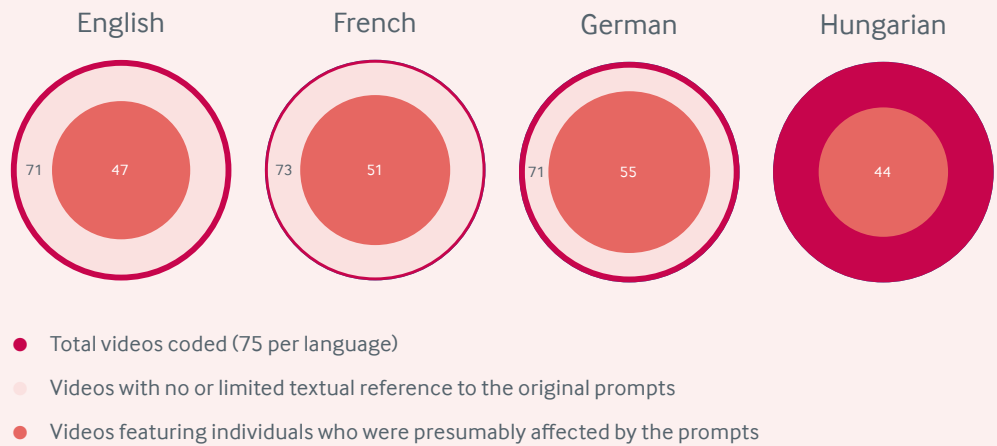 English
French
German
Hungarian
71
47
73
51
71
55
44
Total videos coded (75 per language)
Videos with no or limited textual reference to the original prompts
Videos featuring individuals who were presumably affected by the prompts